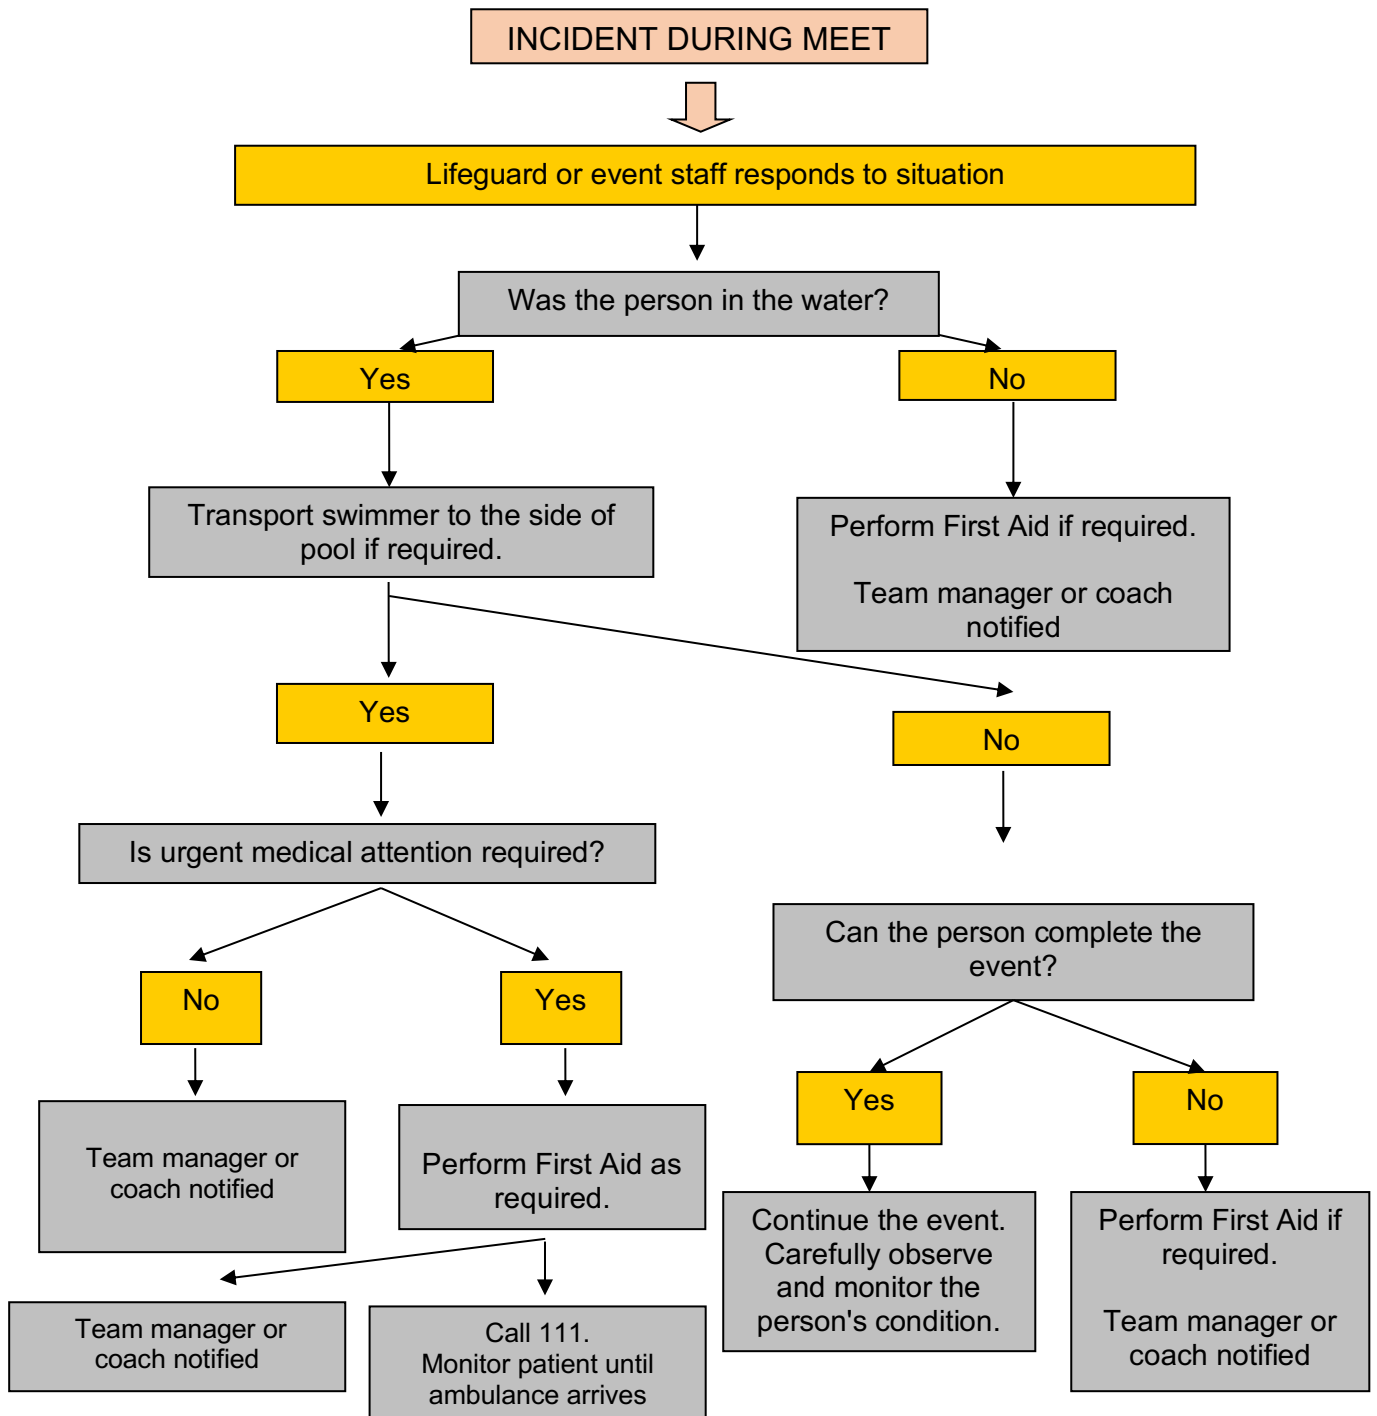 INCIDENT DURING MEET
Lifeguard or event staff responds to situation
Was the person in the water?
Yes
No
Transport swimmer to the side of
pool if required.
Perform First Aid if required.
Team manager or coach
notified
Yes
No
Is urgent medical attention required?
Can the person complete the
event?
No
Yes
Yes
No
Team manager or
coach notified
Perform First Aid as
required.
Continue the event.
Carefully observe
and monitor the
person's condition.
Perform First Aid if
required.
Team manager or
coach notified
Team manager or
coach notified
Call 111.
Monitor patient until
ambulance arrives